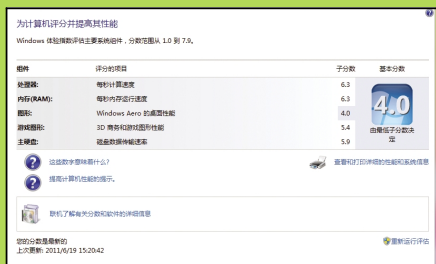 为计算机评分并提高其性能
Windows 体验指数评估主要系统组件，分数范围从 1.0 到 7.9。
组件 评分的项目 子分数 基本分数
处理器: 每秒计算速度 6.3
内存(RAM): 每秒内存运行速度 6.3
图形: Windows Aero 的桌面性能 4.0
游戏图形: 3D 商务和游戏图形性能 5.4
主硬盘: 磁盘数据传输速率 5.9
4.0
由最低子分数决
定
这些数字意味着什么?
查看和打印详细的性能和系统信息
提高计算机性能的提示。
联机了解有关分数和软件的详细信息
您的分数是最新的
上次更新: 2011/6/19 15:20:42
重新运行评估